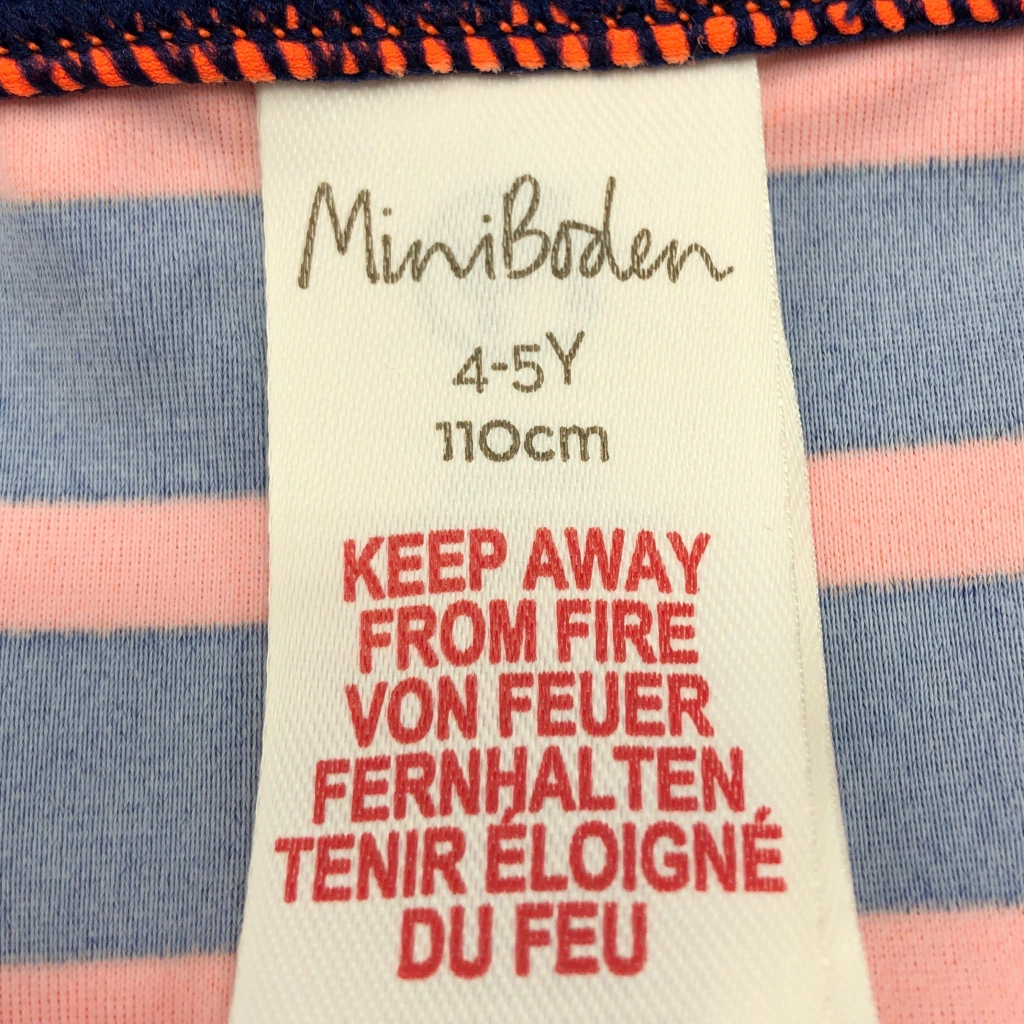 MiniBoden
4-5Y
110cm
KEEP AWAY
FROM FIRE
VON FEUER
FERNHALTEN
TENIR ÉLOIGNÉ
DU FEU